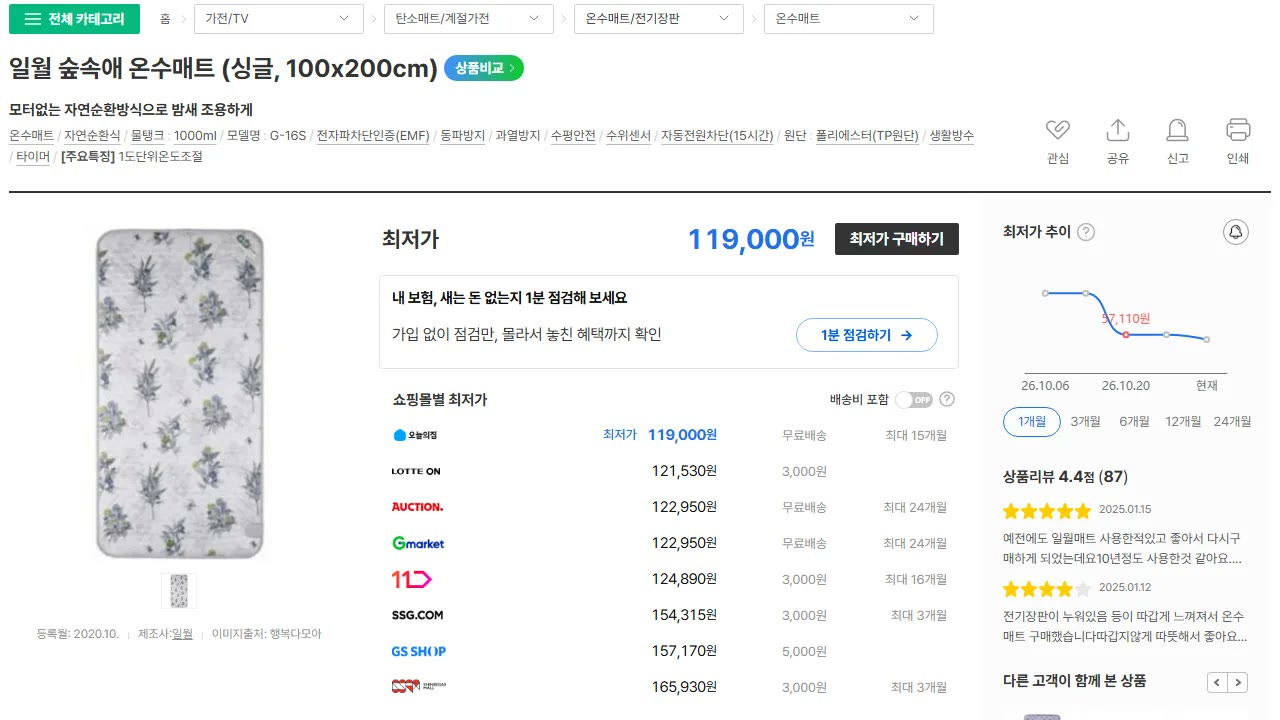 전체 카테고리
홈
가전/TV
탄소매트/계절가전
온수매트/전기장판
온수매트
일월 숲속애 온수매트 (싱글, 100x200cm)
상품비교
모터없는 자연순환방식으로 밤새 조용하게
온수매트 / 자연순환식 / 물탱크 : 1000ml / 모델명 : G-16S / 전자파차단인증(EMF) / 동파방지 / 과열방지 / 수평안전 / 수위센서 / 자동전원차단(15시간) / 원단 : 폴리에스터(TP원단) / 생활방수
/ 타이머 / [주요특징] 1도단위온도조절
관심
공유
신고
인쇄
등록월: 2020.10.
제조사:일월
이미지출처: 행복다모아
최저가
119,000원
최저가 구매하기
내 보험, 새는 돈 없는지 1분 점검해 보세요
가입 없이 점검만, 몰라서 놓친 혜택까지 확인
1분 점검하기
쇼핑몰별 최저가
배송비 포함
OFF
오늘의집 최저가 119,000원 무료배송 최대 15개월
LOTTE ON 121,530원 3,000원
AUCTION. 122,950원 무료배송 최대 24개월
Gmarket 122,950원 무료배송 최대 24개월
11D 124,890원 3,000원 최대 16개월
SSG.COM 154,315원 3,000원 최대 3개월
GS SHOP 157,170원 5,000원
SSM SHINSEGAE MALL 165,930원 3,000원 최대 3개월
최저가 추이
57,110원
26.10.06 26.10.20 현재
1개월 3개월 6개월 12개월 24개월
상품리뷰 4.4점 (87)
2025.01.15
예전에도 일월매트 사용한적있고 좋아서 다시구
매하게 되었는데요10년정도 사용한것 같아요....
2025.01.12
전기장판이 누워있음 등이 따갑게 느껴져서 온수
매트 구매했습니다따갑지않게 따뜻해서 좋아요...
다른 고객이 함께 본 상품